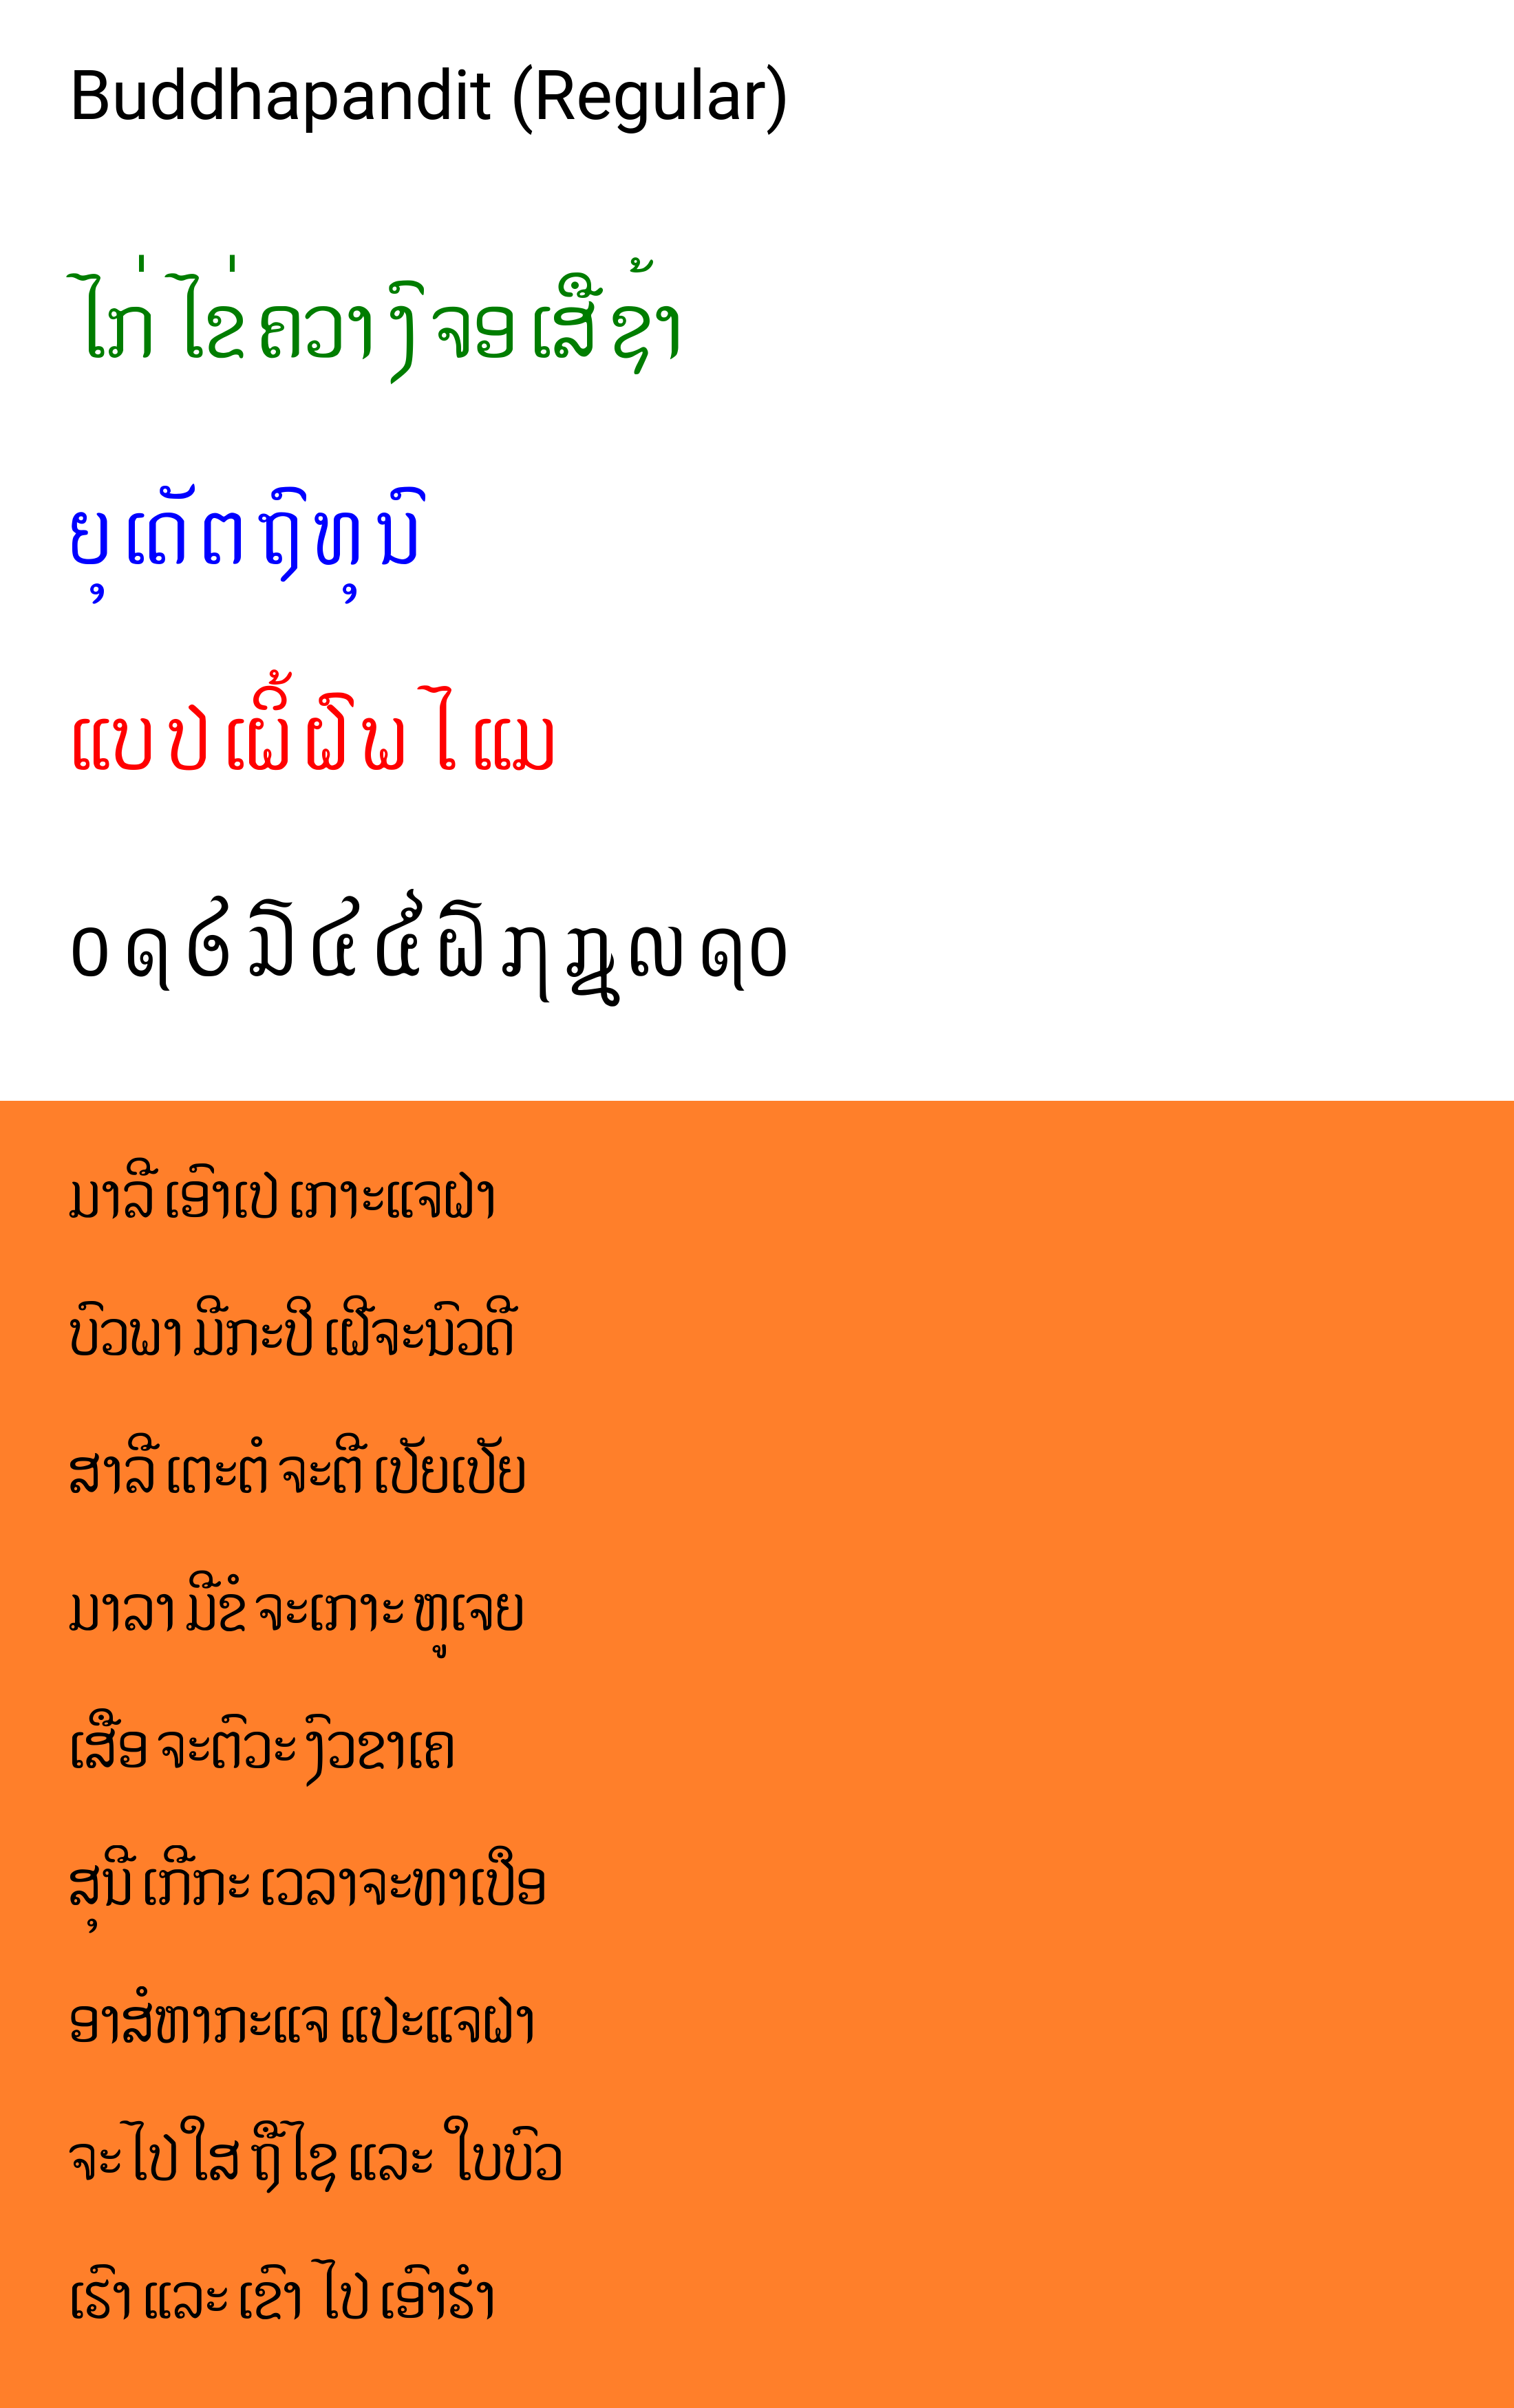 Buddhapandit (Regular)
ໄກ່ ໄຂ່ ຄວາງົ ຈອ ເສື ຊ້າ
ຍຸ ເດັ ຕ ຖົ ທຸ ນົ
ແບ ປ ເຜິ້ ຝົ ພ ໄ ແມ
໐ ໑ ໒ ໓ ໔ ໕ ໖ ໗ ໘ ໙ ໑໐
ມາລີ ເອົາເປ ເກາະແຈຝາ
ບົວພາ ມີກະປິ ເຝີຈະນົວດີ
ສາລີ ເຕະຕໍ ຈະຕີ ເປັຍເປັຍ
ມາລາ ມີຂໍ ຈະເກາະ ຫູເຈຍ
ເສືອ ຈະຕົວະ ງົວຂາເຄ
ສຸນີ ເກີກະ ເວລາຈະທາເປຶອ
ອາສໍຫາກະແຈ ແປະແຈຝາ
ຈະໄປໃສ ຖືໄຊ ແລະ ໃບບົວ
ເຮົາ ແລະ ເຂົາ ໄປ ເອົາຮໍາ